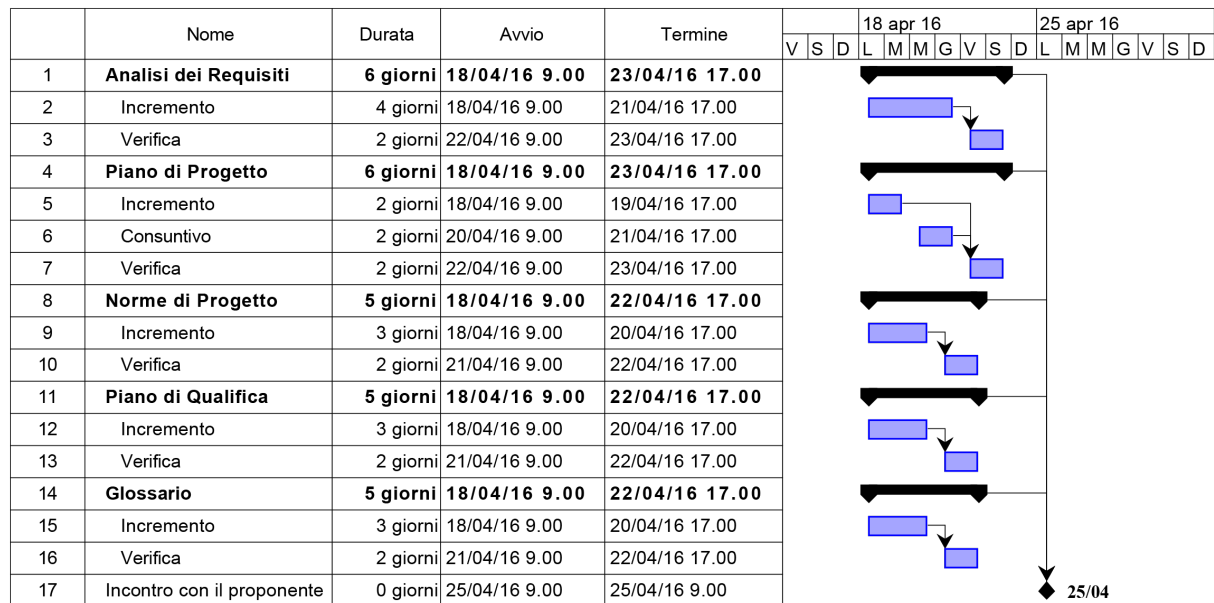 Nome Durata Avvio Termine 18 apr 16 25 apr 16
V S D L M M G V S D L M M G V S D
1 Analisi dei Requisiti 6 giorni 18/04/16 9.00 23/04/16 17.00
2 Incremento 4 giorni 18/04/16 9.00 21/04/16 17.00
3 Verifica 2 giorni 22/04/16 9.00 23/04/16 17.00
4 Piano di Progetto 6 giorni 18/04/16 9.00 23/04/16 17.00
5 Incremento 2 giorni 18/04/16 9.00 19/04/16 17.00
6 Consuntivo 2 giorni 20/04/16 9.00 21/04/16 17.00
7 Verifica 2 giorni 22/04/16 9.00 23/04/16 17.00
8 Norme di Progetto 5 giorni 18/04/16 9.00 22/04/16 17.00
9 Incremento 3 giorni 18/04/16 9.00 20/04/16 17.00
10 Verifica 2 giorni 21/04/16 9.00 22/04/16 17.00
11 Piano di Qualifica 5 giorni 18/04/16 9.00 22/04/16 17.00
12 Incremento 3 giorni 18/04/16 9.00 20/04/16 17.00
13 Verifica 2 giorni 21/04/16 9.00 22/04/16 17.00
14 Glossario 5 giorni 18/04/16 9.00 22/04/16 17.00
15 Incremento 3 giorni 18/04/16 9.00 20/04/16 17.00
16 Verifica 2 giorni 21/04/16 9.00 22/04/16 17.00
17 Incontro con il proponente 0 giorni 25/04/16 9.00 25/04/16 9.00 25/04